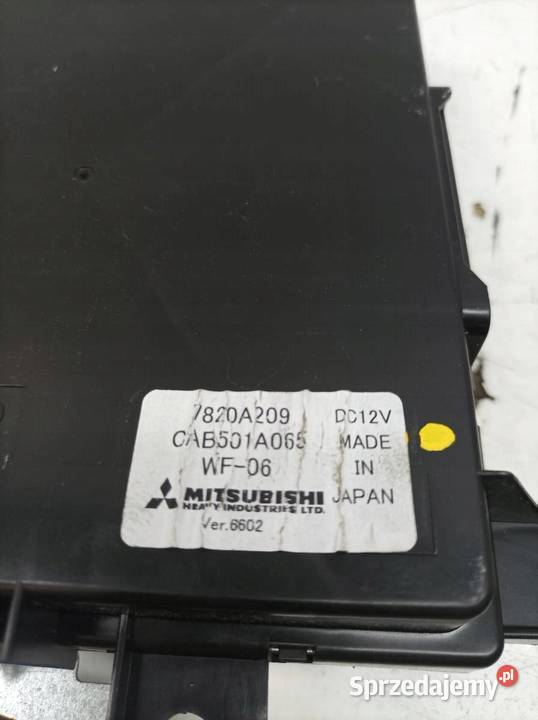 7820A209 DC12V
CAB501A065 MADE
WF-06 IN
MITSUBISHI JAPAN
HEAVY INDUSTRIES LTD.
Ver.6602
Sprzedajemy.pl